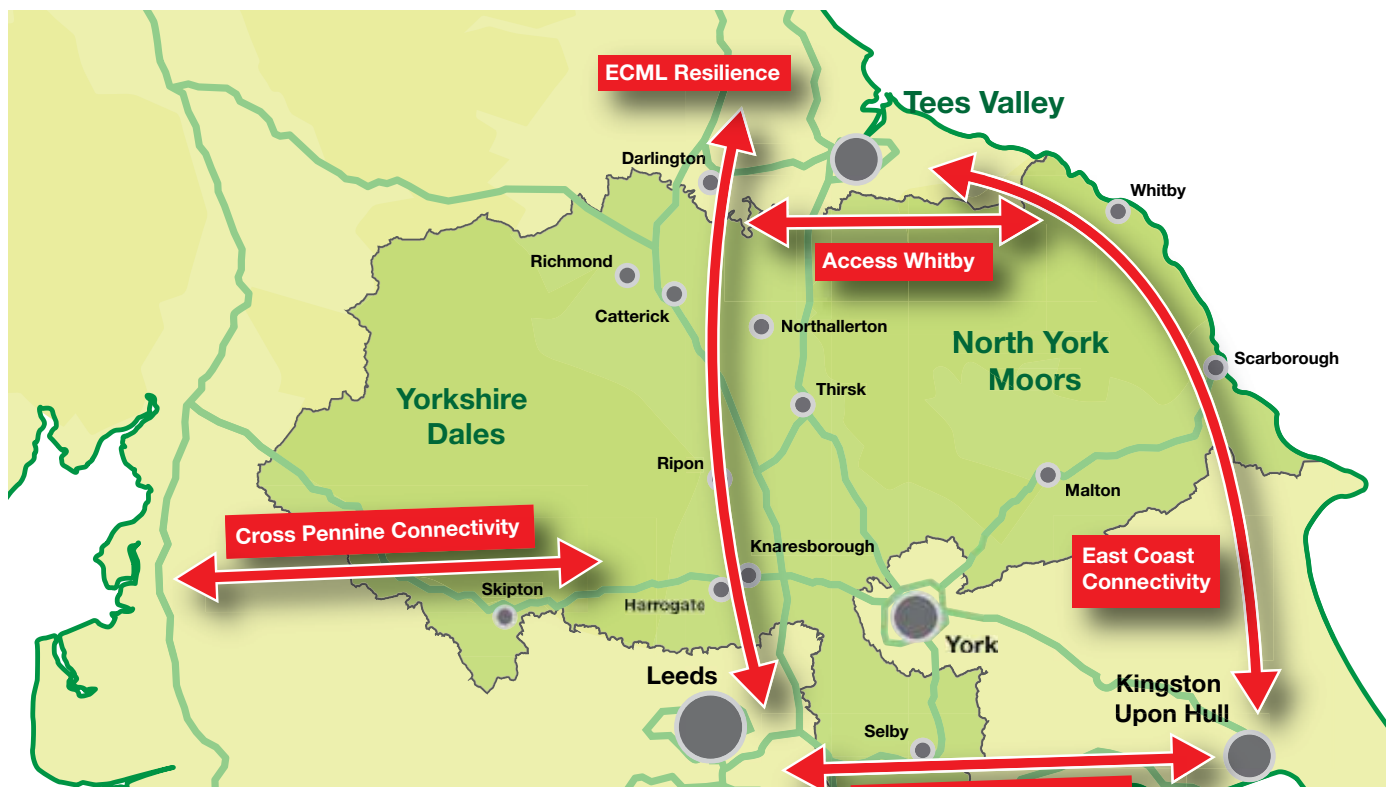 ECML Resilience
Tees Valley
Darlington
Whitby
Access Whitby
Richmond
Catterick
Northallerton
North York
Moors
Scarborough
Thirsk
Yorkshire
Dales
Ripon
Malton
Cross Pennine Connectivity
Knaresborough
East Coast
Connectivity
Skipton
Harrogate
York
Leeds
Kingston
Upon Hull
Selby